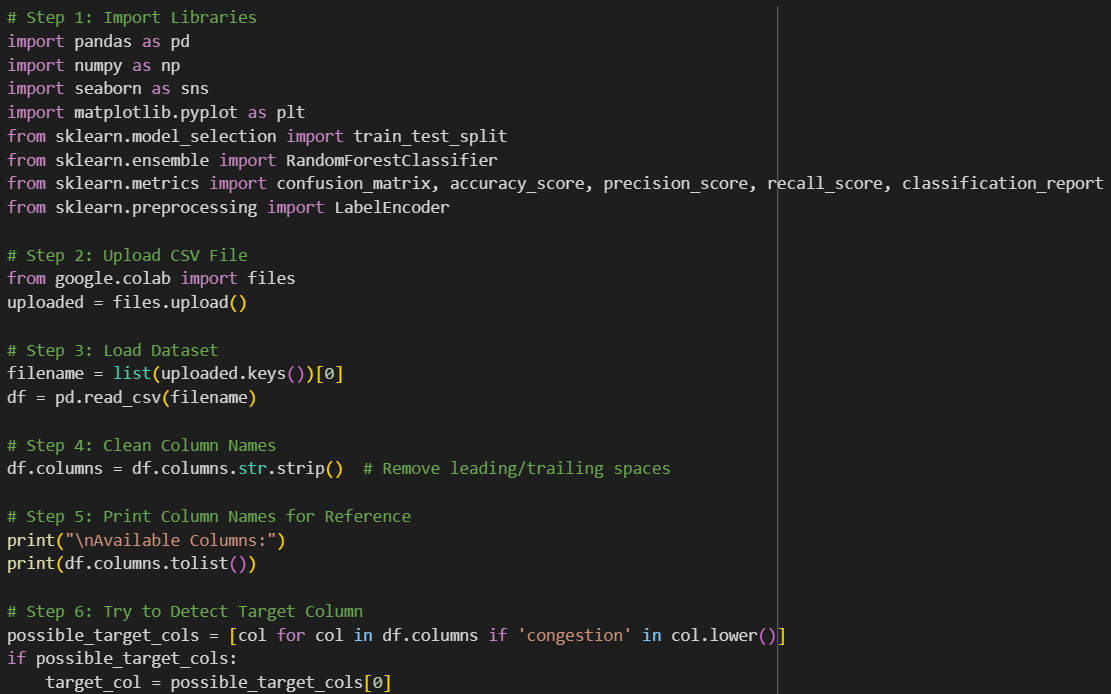 # Step 1: Import Libraries
import pandas as pd
import numpy as np
import seaborn as sns
import matplotlib.pyplot as plt
from sklearn.model_selection import train_test_split
from sklearn.ensemble import RandomForestClassifier
from sklearn.metrics import confusion_matrix, accuracy_score, precision_score, recall_score, classification_report
from sklearn.preprocessing import LabelEncoder

# Step 2: Upload CSV File
from google.colab import files
uploaded = files.upload()

# Step 3: Load Dataset
filename = list(uploaded.keys())[0]
df = pd.read_csv(filename)

# Step 4: Clean Column Names
df.columns = df.columns.str.strip()  # Remove leading/trailing spaces

# Step 5: Print Column Names for Reference
print("\nAvailable Columns:")
print(df.columns.tolist())

# Step 6: Try to Detect Target Column
possible_target_cols = [col for col in df.columns if 'congestion' in col.lower()]
if possible_target_cols:
    target_col = possible_target_cols[0]